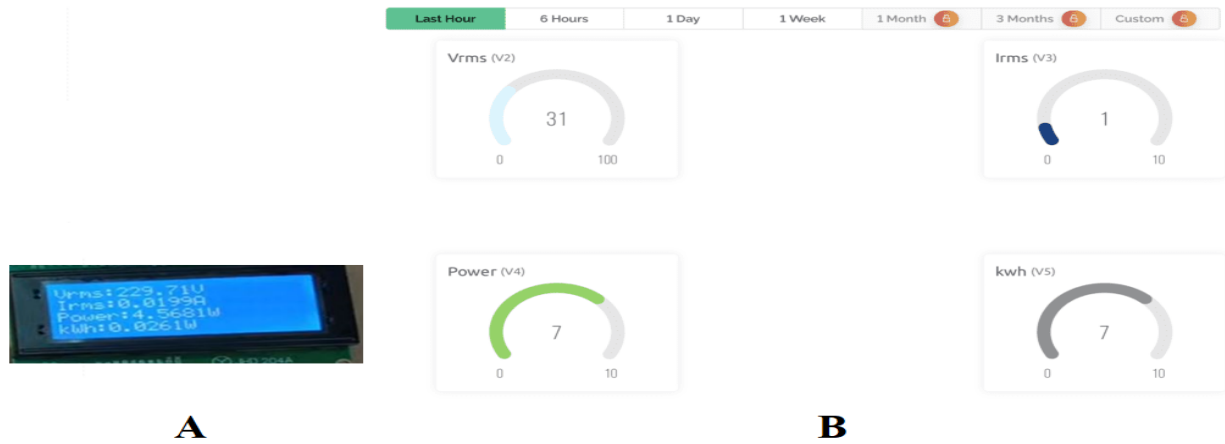 Last Hour 6 Hours 1 Day 1 Week 1 Month 3 Months Custom
Vrms (V2)
31
0 100
Irms (V3)
1
0 10
Vrms:229.71V
Irms:0.0199A
Power:4.5681W
kWh:0.0261W
JHD 204A
Power (V4)
7
0 10
kwh (V5)
7
0 10
A
B